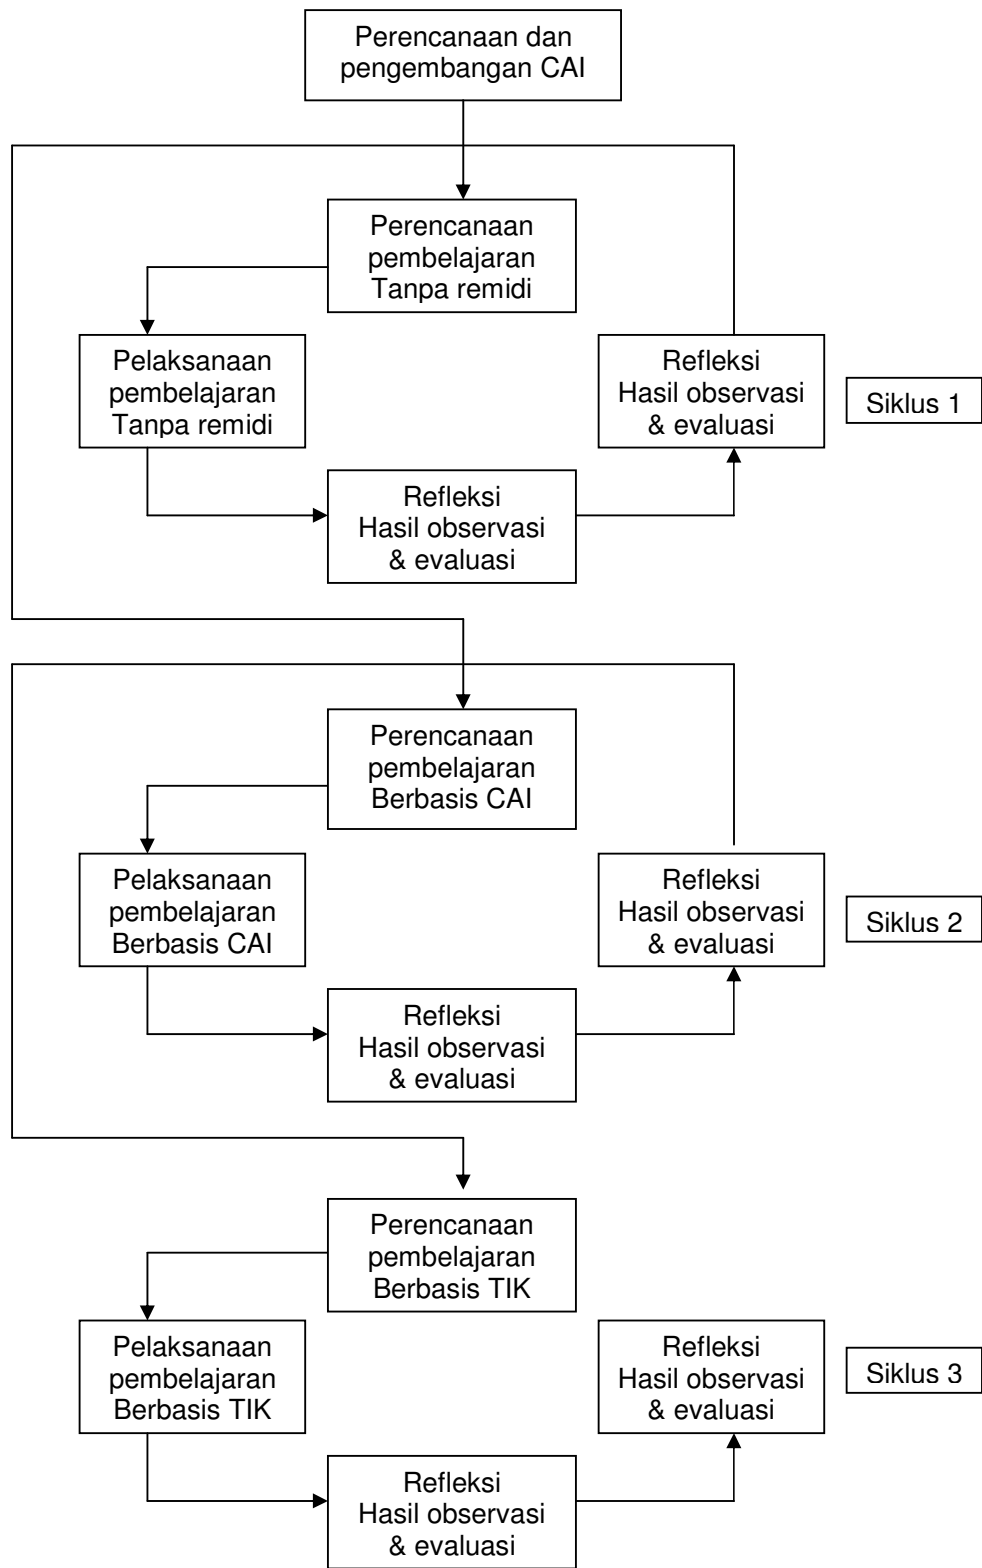 Perencanaan dan
pengembangan CAI
Perencanaan
pembelajaran
Tanpa remidi
Pelaksanaan
pembelajaran
Tanpa remidi
Refleksi
Hasil observasi
& evaluasi
Siklus 1
Refleksi
Hasil observasi
& evaluasi
Perencanaan
pembelajaran
Berbasis CAI
Pelaksanaan
pembelajaran
Berbasis CAI
Refleksi
Hasil observasi
& evaluasi
Siklus 2
Refleksi
Hasil observasi
& evaluasi
Perencanaan
pembelajaran
Berbasis TIK
Pelaksanaan
pembelajaran
Berbasis TIK
Refleksi
Hasil observasi
& evaluasi
Siklus 3
Refleksi
Hasil observasi
& evaluasi